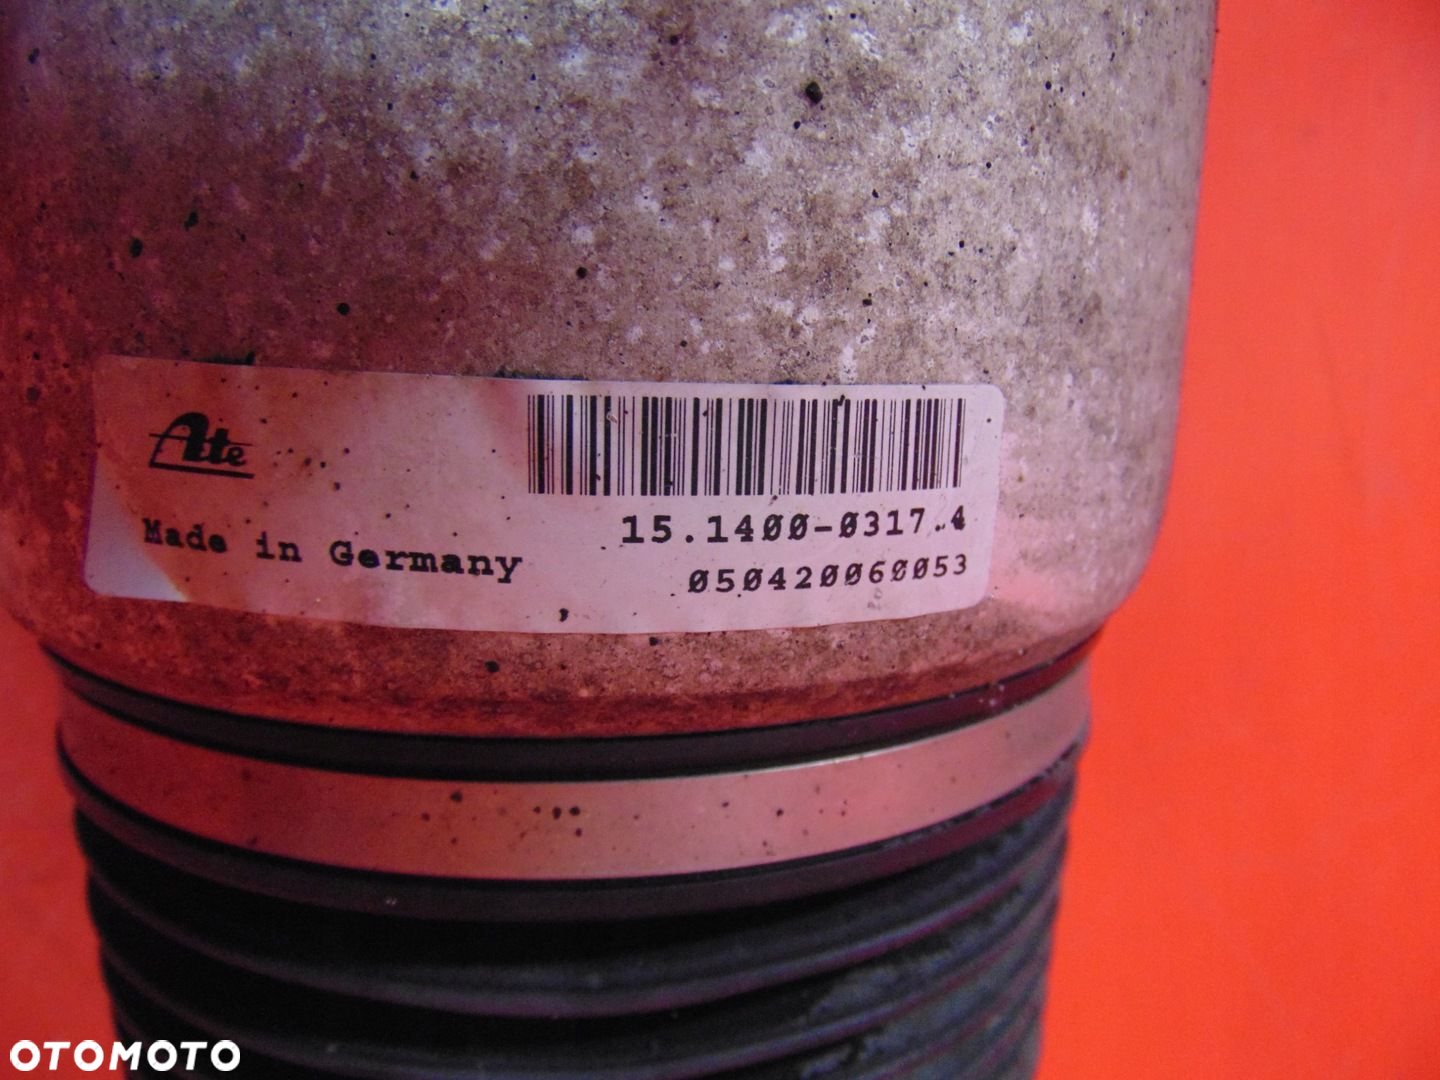 Ate
15.1400-0317.4
Made in Germany
050420060053
OTOMOTO